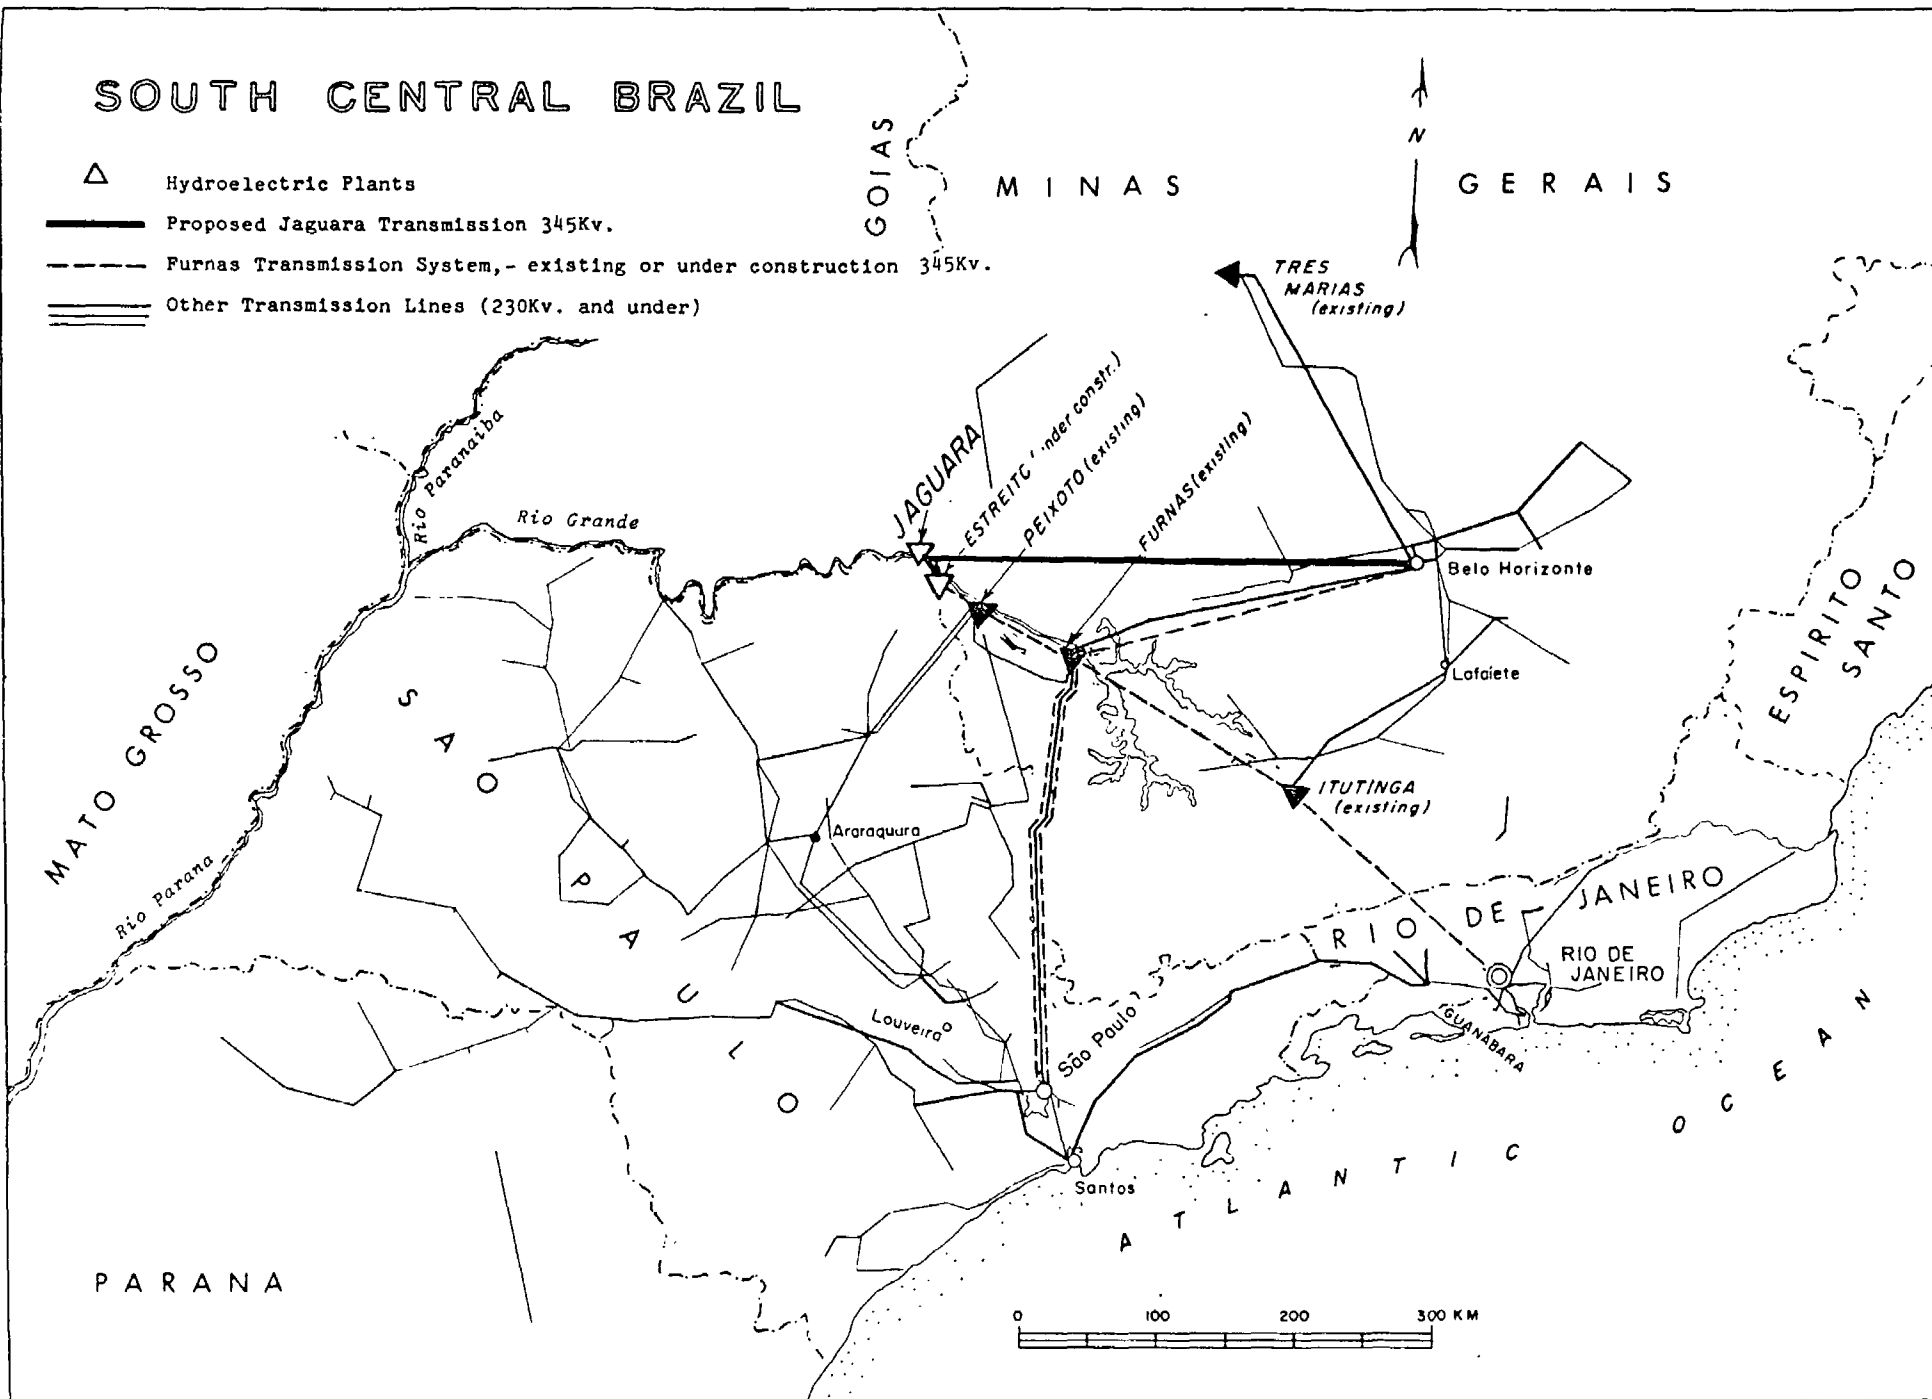 SOUTH CENTRAL BRAZIL
Hydroelectric Plants
Proposed Jaguara Transmission 345Kv.
Furnas Transmission System,- existing or under construction 345Kv.
Other Transmission Lines (230Kv. and under)
GOIAS
MINAS GERAIS
N
TRES
MARIAS
(existing)
Rio Paranaiba
Rio Grande
JAGUARA
ESTREITO constr.)
PEIXOTO (existing)
FURNAS (existing)
Belo Horizonte
Lafaiete
ESPIRITO
SANTO
MATO GROSSO
SAO PAULO
ITUTINGA
(existing)
Araraquara
Rio Parana
RIO DE JANEIRO
RIO DE
JANEIRO
GUANABARA
Louveira
São Paulo
Santos
ATLANTIC OCEAN
PARANA
0 100 200 300 KM